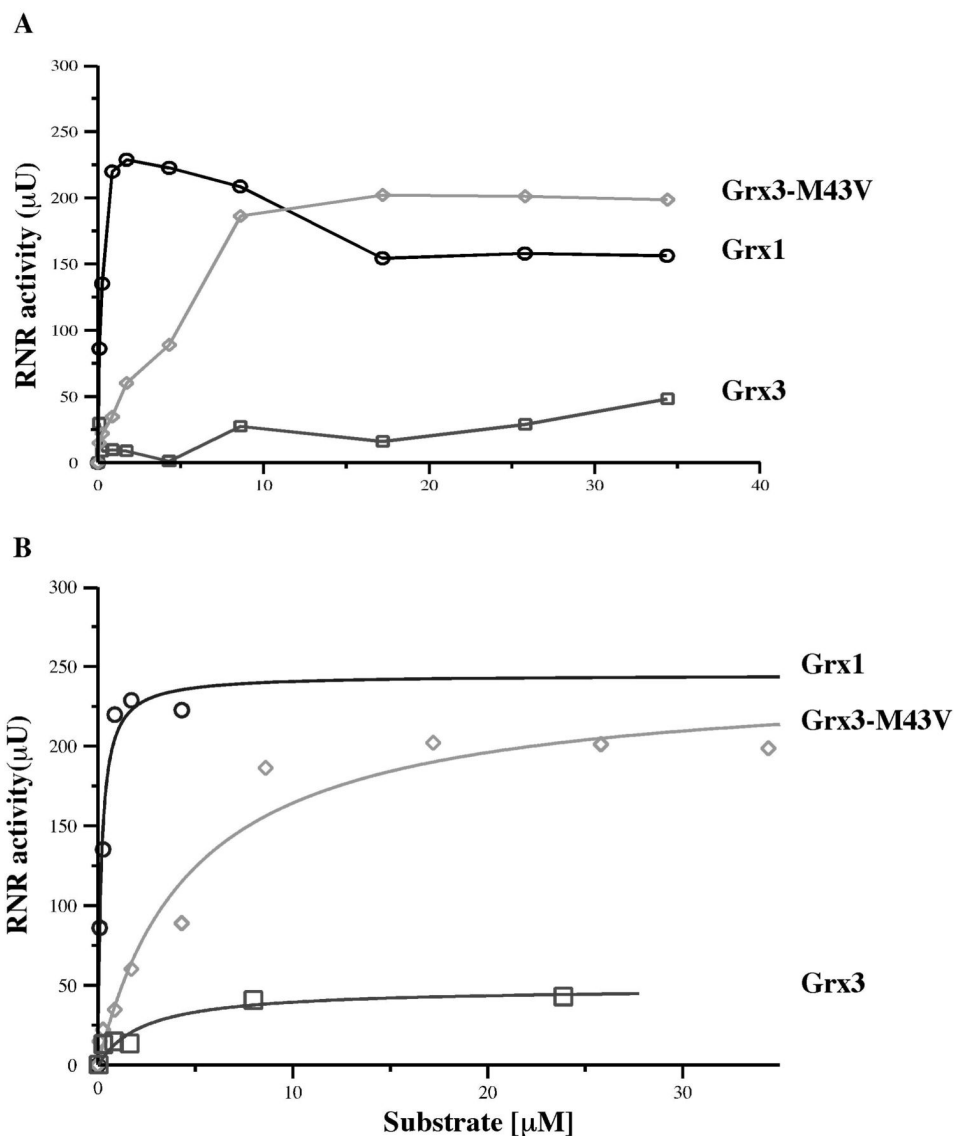 A
300
250
200
150
100
50
0
RNR activity (μU)
Grx3-M43V
Grx1
Grx3
0 10 20 30 40
B
300
250
200
150
100
50
0
RNR activity(μU)
Grx1
Grx3-M43V
Grx3
0 10 20 30
Substrate [μM]